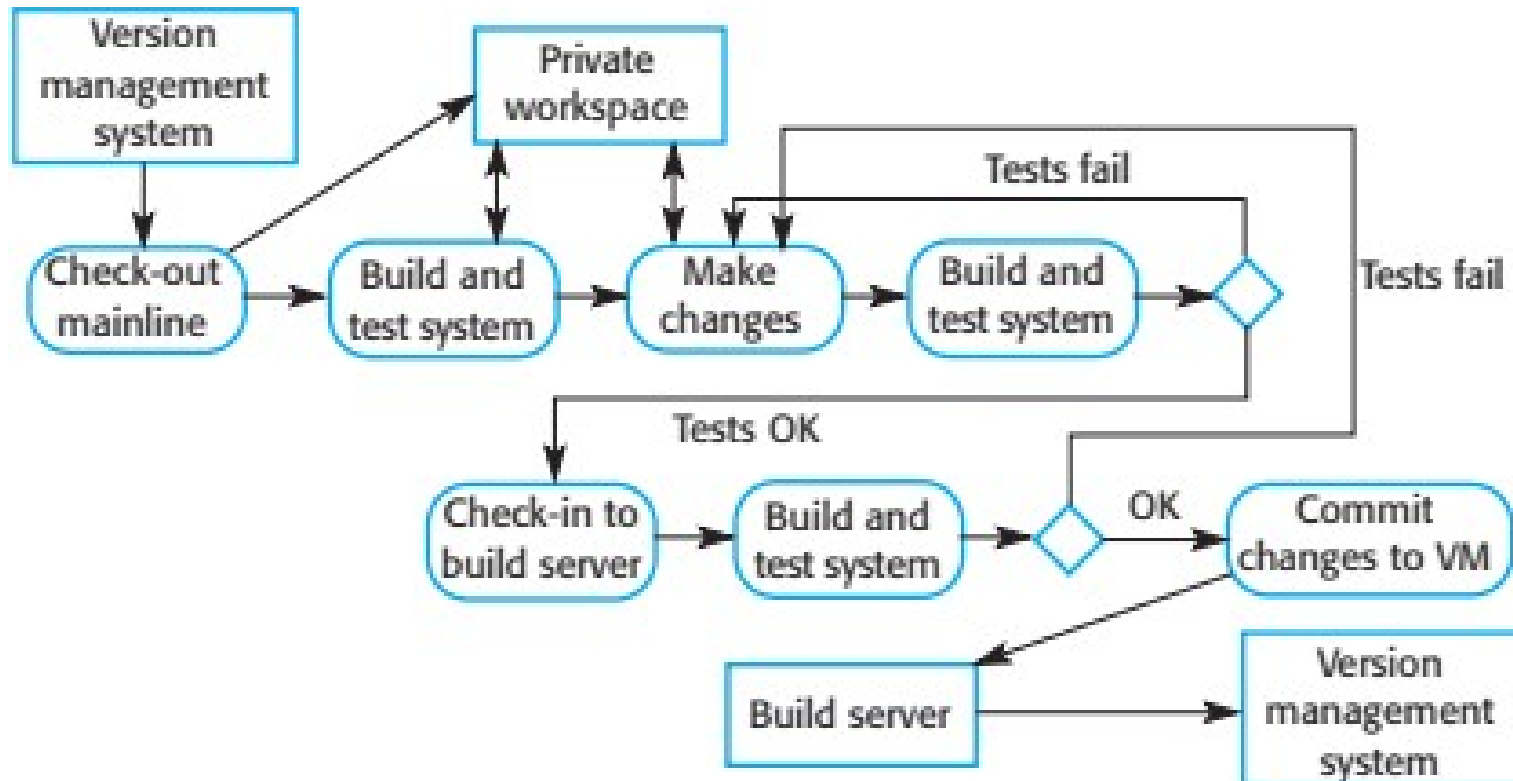 Version
management
system
Private
workspace
Tests fail
Check-out
mainline
Build and
test system
Make
changes
Build and
test system
Tests fail
Tests OK
Check-in to
build server
Build and
test system
OK
Commit
changes to VM
Build server
Version
management
system